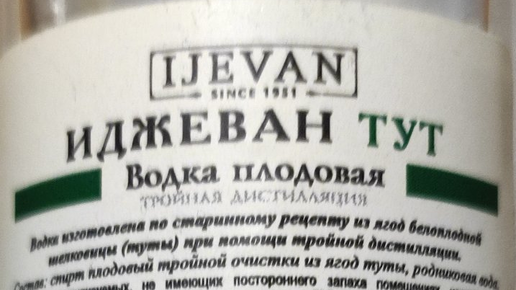 IJEVAN
SINCE 1951
ИДЖЕВАН ТУТ
Водка плодовая
ТРОЙНАЯ ДИСТИЛЛЯЦИЯ
Водка изготовлена по старинному рецепту из ягод белоплодной
шелковицы (туты) при помощи тройной дистилляции.
Состав: спирт плодовый тройной очистки из ягод туты, родниковая вода.
не имеющих постороннего запаха помещениях